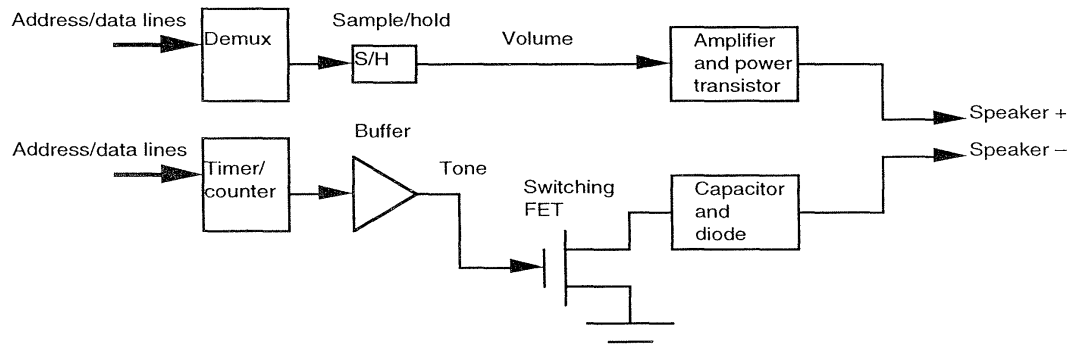 Address/data lines
Demux
Sample/hold
S/H
Volume
Amplifier
and power
transistor
Speaker +
Speaker –
Address/data lines
Timer/
counter
Buffer
Tone
Switching
FET
Capacitor
and
diode